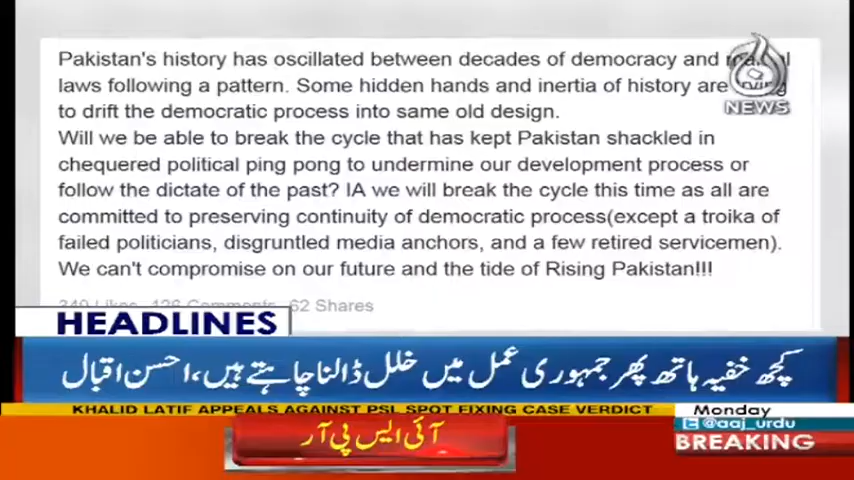 Pakistan's history has oscillated between decades of democracy and
laws following a pattern. Some hidden hands and inertia of history are
to drift the democratic process into same old design.
Will we be able to break the cycle that has kept Pakistan shackled in
chequered political ping pong to undermine our development process or
follow the dictate of the past? IA we will break the cycle this time as all are
committed to preserving continuity of democratic process(except a troika of
failed politicians, disgruntled media anchors, and a few retired servicemen).
We can't compromise on our future and the tide of Rising Pakistan!!!
349 Likes 126 Comments 62 Shares
NEWS
HEADLINES
کچھ خفیہ ہاتھ پھر جمہوری عمل میں خلل ڈالنا چاہتے ہیں، احسن اقبال
KHALID LATIF APPEALS AGAINST PSL SPOT FIXING CASE VERDICT
Monday
@aaj_urdu
BREAKING
آئی ایس پی آر